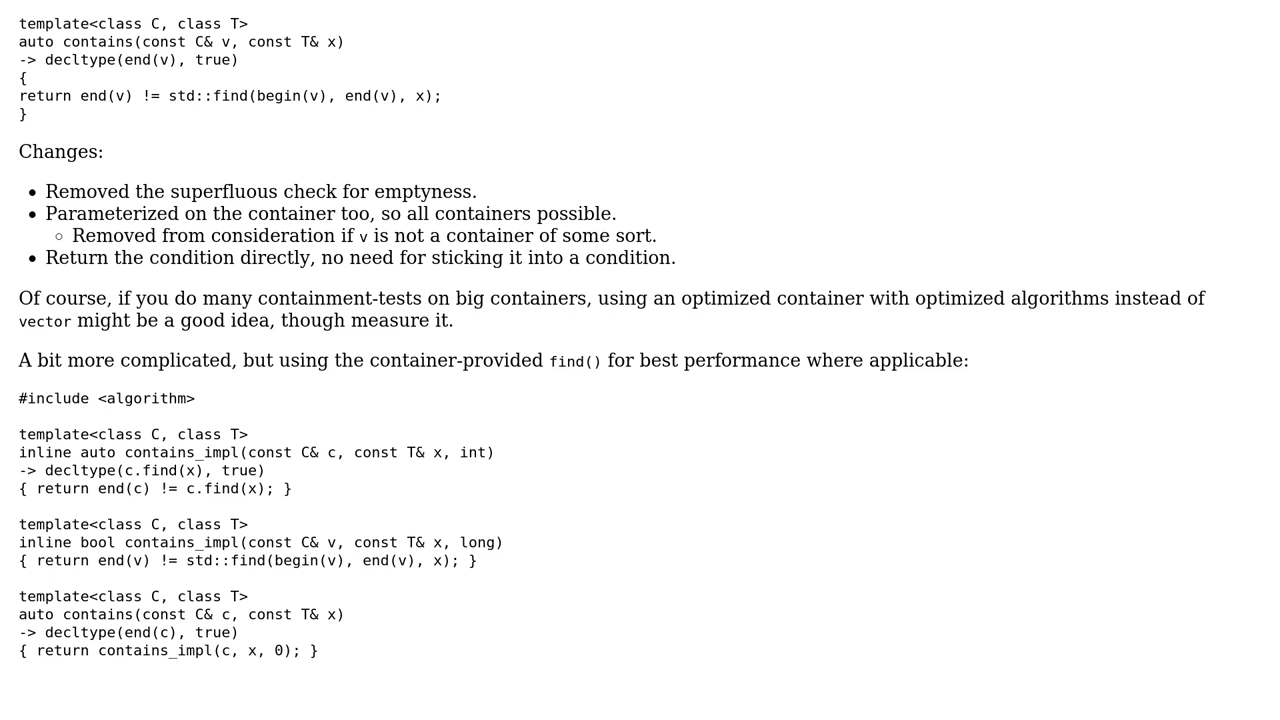 template<class C, class T>
auto contains(const C& v, const T& x)
-> decltype(end(v), true)
{
return end(v) != std::find(begin(v), end(v), x);
}
Changes:
• Removed the superfluous check for emptyness.
• Parameterized on the container too, so all containers possible.
◦ Removed from consideration if v is not a container of some sort.
• Return the condition directly, no need for sticking it into a condition.
Of course, if you do many containment-tests on big containers, using an optimized container with optimized algorithms instead of
vector might be a good idea, though measure it.
A bit more complicated, but using the container-provided find() for best performance where applicable:
#include <algorithm>
template<class C, class T>
inline auto contains_impl(const C& c, const T& x, int)
-> decltype(c.find(x), true)
{ return end(c) != c.find(x); }
template<class C, class T>
inline bool contains_impl(const C& v, const T& x, long)
{ return end(v) != std::find(begin(v), end(v), x); }
template<class C, class T>
auto contains(const C& c, const T& x)
-> decltype(end(c), true)
{ return contains_impl(c, x, 0); }